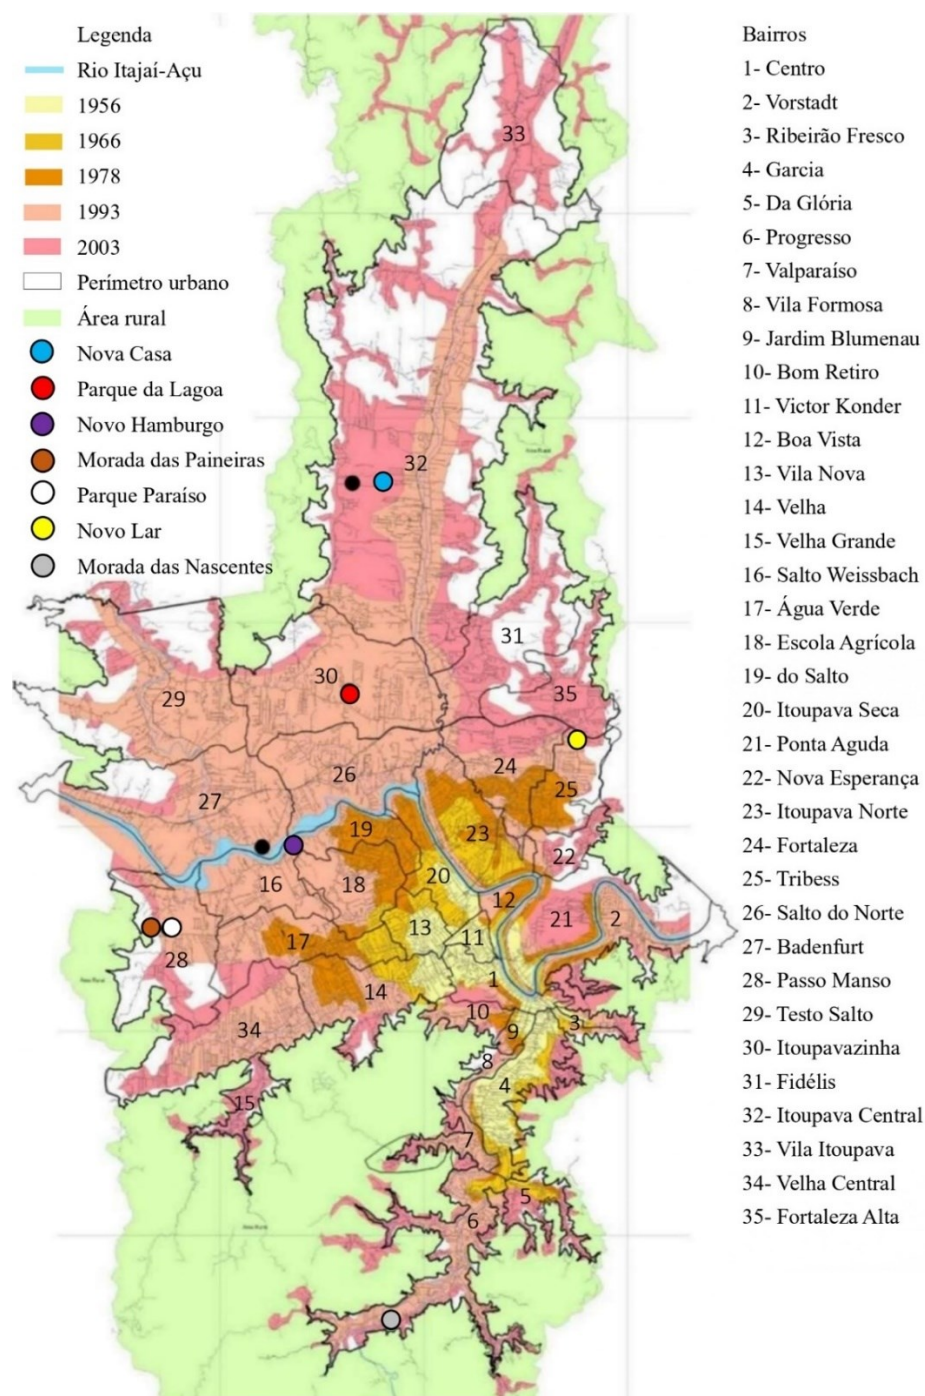 Legenda
Rio Itajaí-Açu
1956
1966
1978
1993
2003
Perímetro urbano
Área rural
Nova Casa
Parque da Lagoa
Novo Hamburgo
Morada das Paineiras
Parque Paraíso
Novo Lar
Morada das Nascentes
33
32
31
30
35
29
24
26
25
27
19
23
22
20
16
18
12
21
2
13
11
17
28
14
1
10
3
34
9
8
4
15
7
5
6
Bairros
1- Centro
2- Vorstadt
3- Ribeirão Fresco
4- Garcia
5- Da Glória
6- Progresso
7- Valparaíso
8- Vila Formosa
9- Jardim Blumenau
10- Bom Retiro
11- Victor Konder
12- Boa Vista
13- Vila Nova
14- Velha
15- Velha Grande
16- Salto Weissbach
17- Água Verde
18- Escola Agrícola
19- do Salto
20- Itoupava Seca
21- Ponta Aguda
22- Nova Esperança
23- Itoupava Norte
24- Fortaleza
25- Tribess
26- Salto do Norte
27- Badenfurt
28- Passo Manso
29- Testo Salto
30- Itoupavazinha
31- Fidélis
32- Itoupava Central
33- Vila Itoupava
34- Velha Central
35- Fortaleza Alta